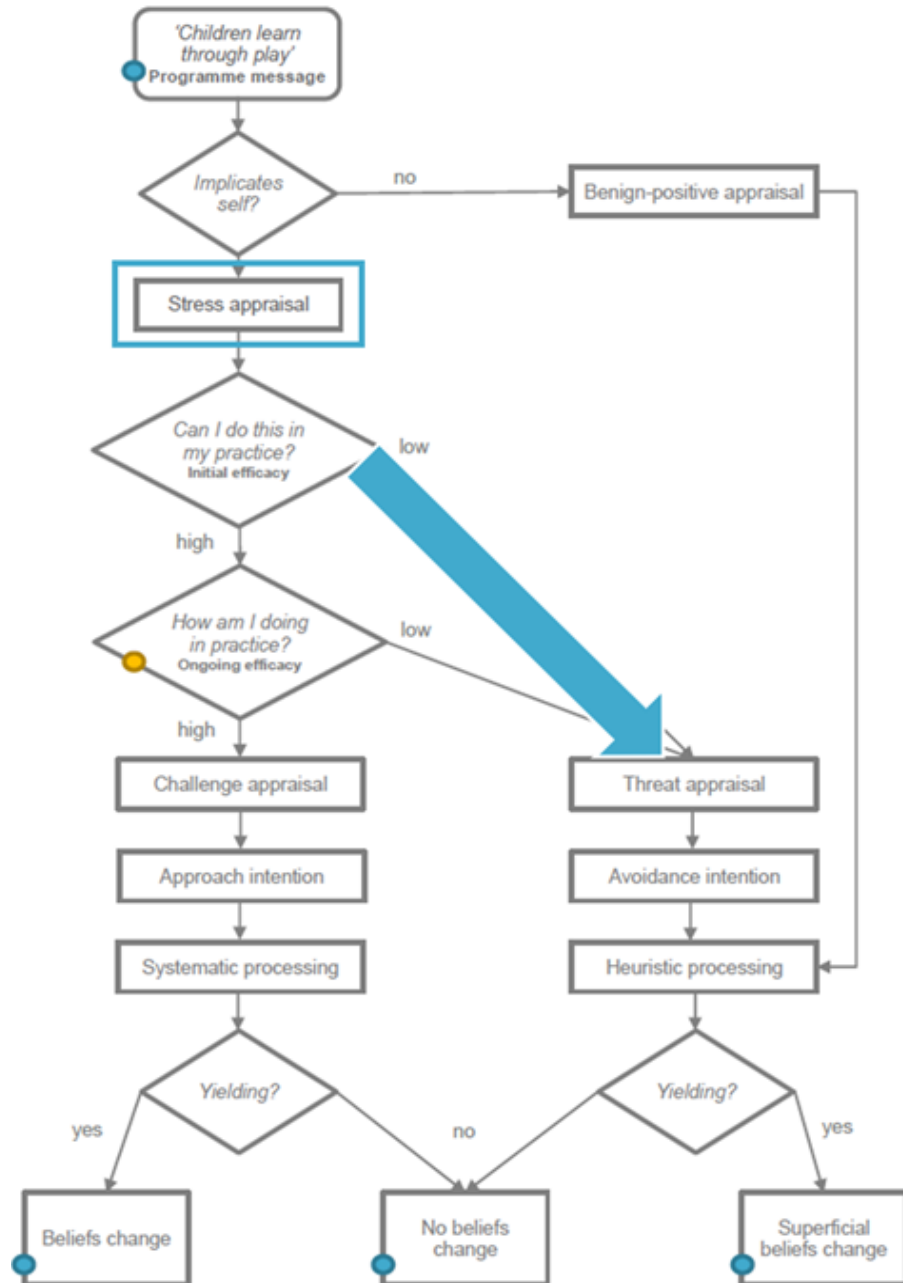 'Children learn
through play'
Programme message
Implicates
self?
no
Benign-positive appraisal
Stress appraisal
Can I do this in
my practice?
Initial efficacy
low
high
How am I doing
in practice?
Ongoing efficacy
low
high
Challenge appraisal
Threat appraisal
Approach intention
Avoidance intention
Systematic processing
Heuristic processing
Yielding?
Yielding?
yes
no
yes
Beliefs change
No beliefs
change
Superficial
beliefs change